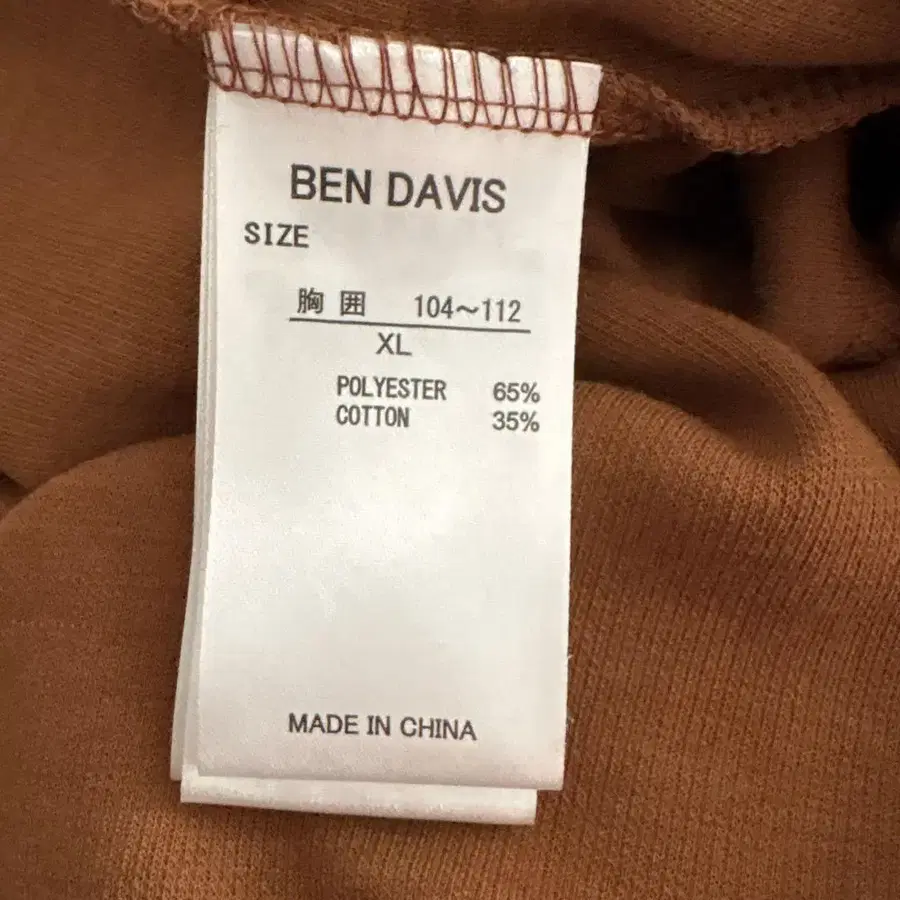 BEN DAVIS
SIZE
胸囲 104～112
XL
POLYESTER 65%
COTTON 35%
MADE IN CHINA